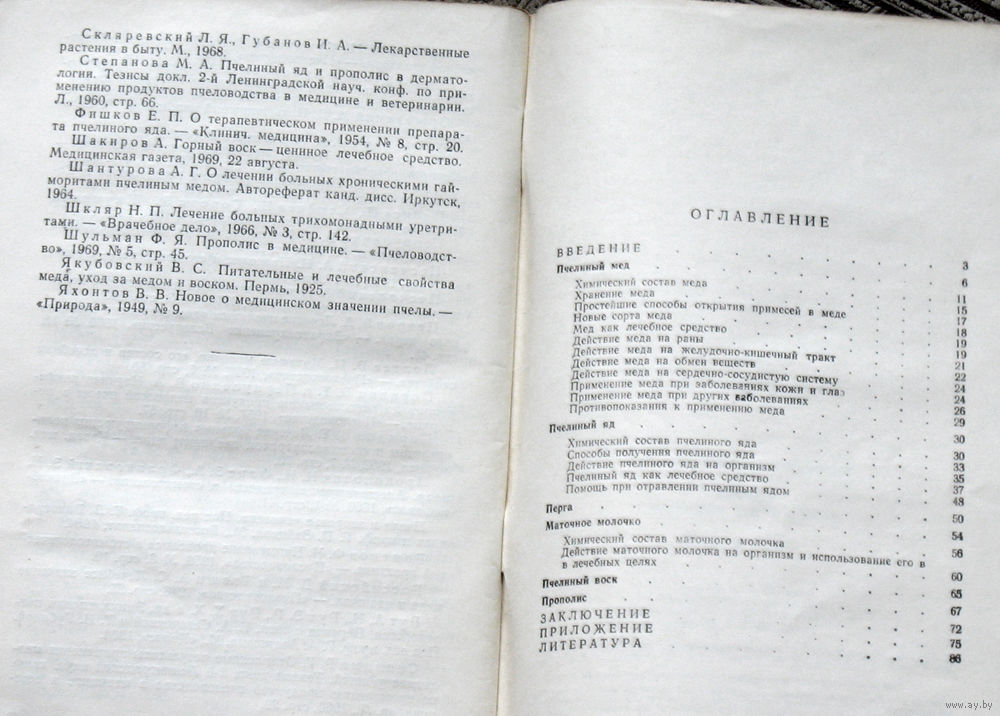 Скляревский Л. Я., Губанов И. А. — Лекарственные
растения в быту. М., 1968.
Степанова М. А. Пчелиный яд и прополис в дермато-
логии. Тезисы докл. 2-й Ленинградской науч. конф. по при-
менению продуктов пчеловодства в медицине и ветеринарии.
Л., 1960, стр. 66.
Фишков Е. П. О терапевтическом применении препара-
та пчелиного яда. — «Клинич. медицина», 1954, № 8, стр. 20.
Шакиров А. Горный воск — ценнное лечебное средство.
Медицинская газета, 1969, 22 августа.
Шантурова А. Г. О лечении больных хроническими гай-
моритами пчелиным медом. Автореферат канд. дисс. Иркутск,
1964.
Шкляр Н. П. Лечение больных трихомонадными уретри-
тами. — «Врачебное дело», 1966, № 3, стр. 142.
Шульман Ф. Я. Прополис в медицине. — «Пчеловодст-
во», 1969, № 5, стр. 45.
Якубовский В. С. Питательные и лечебные свойства
меда, уход за медом и воском. Пермь, 1925.
Яхонтов В. В. Новое о медицинском значении пчелы. —
«Природа», 1949, № 9.
ОГЛАВЛЕНИЕ
ВВЕДЕНИЕ 3
Пчелиный мед 6
Химический состав меда 11
Хранение меда 15
Простейшие способы открытия примесей в меде 17
Новые сорта меда 18
Мед как лечебное средство 19
Действие меда на раны 19
Действие меда на желудочно-кишечный тракт 21
Действие меда на обмен веществ 22
Действие меда на сердечно-сосудистую систему 24
Применение меда при заболеваниях кожи и глаз 24
Применение меда при других заболеваниях 26
Противопоказания к применению меда 29
Пчелиный яд 30
Химический состав пчелиного яда 30
Способы получения пчелиного яда 33
Действие пчелиного яда на организм 35
Пчелиный яд как лечебное средство 37
Помощь при отравлении пчелиным ядом 48
Перга 50
Маточное молочко 54
Химический состав маточного молочка 56
Действие маточного молочка на организм и использование его в
в лечебных целях 60
Пчелиный воск 65
Прополис 67
ЗАКЛЮЧЕНИЕ 72
ПРИЛОЖЕНИЕ 75
ЛИТЕРАТУРА 86
www.ay.by